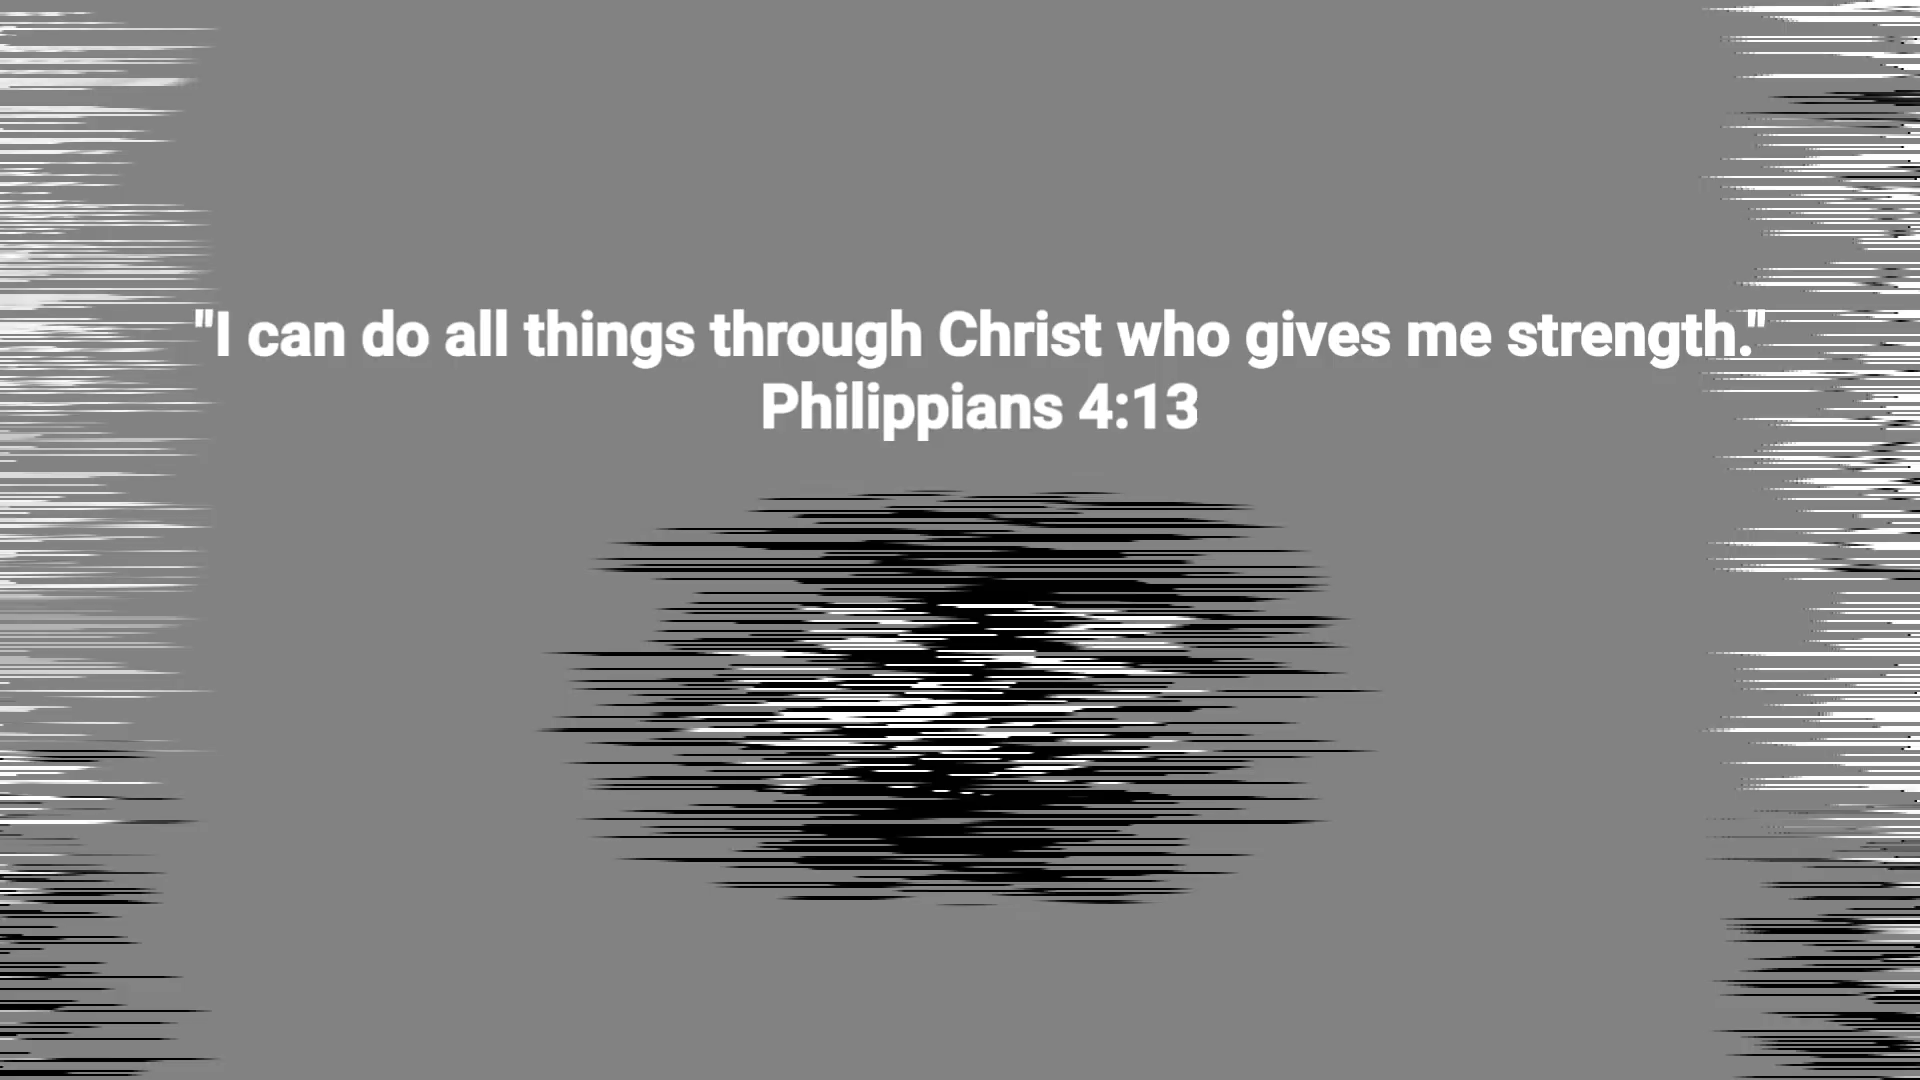 "I can do all things through Christ who gives me strength."
Philippians 4:13